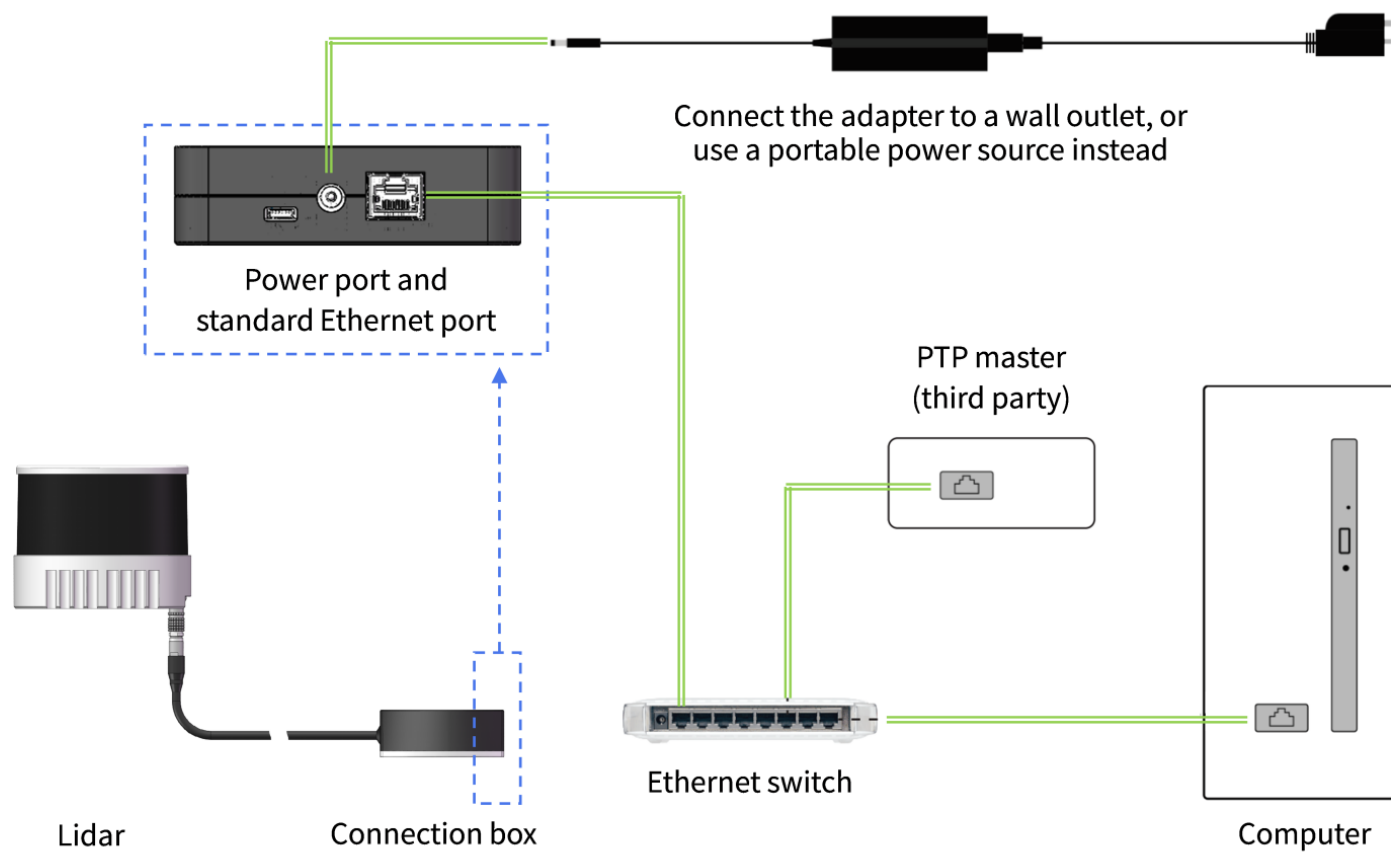 Connect the adapter to a wall outlet, or
use a portable power source instead
Power port and
standard Ethernet port
PTP master
(third party)
Ethernet switch
Lidar
Connection box
Computer